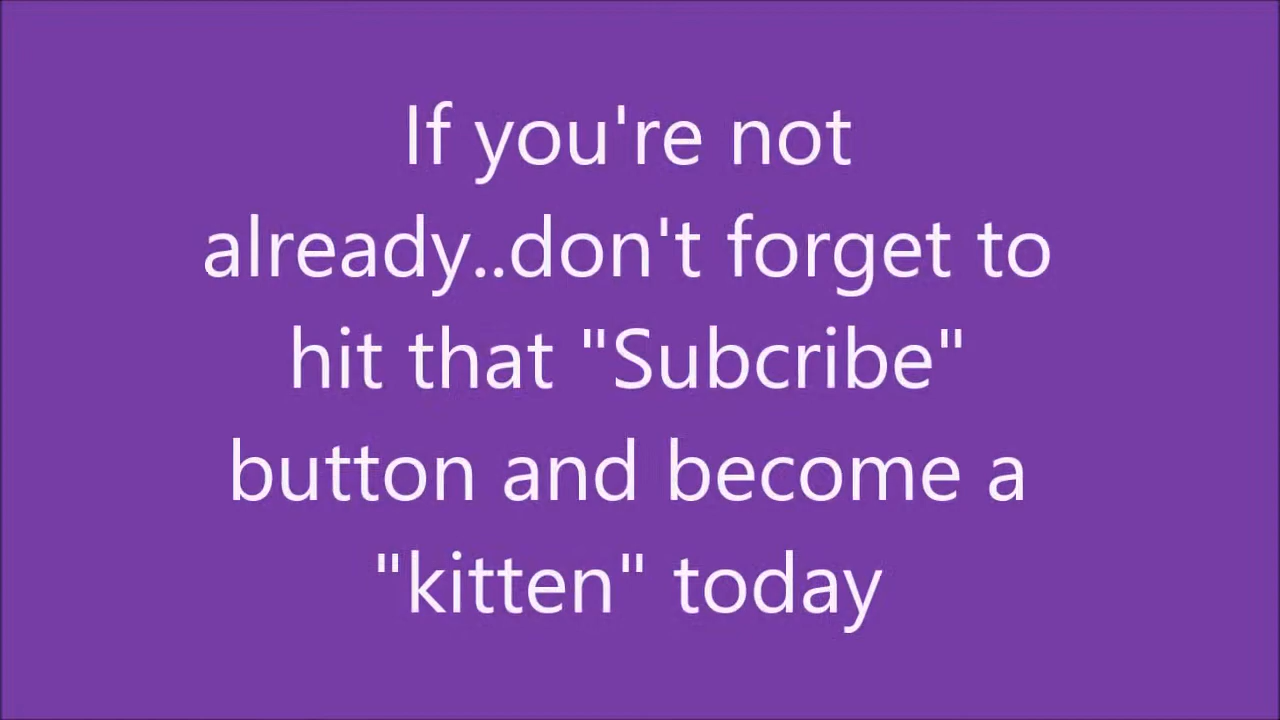 If you're not
already..don't forget to
hit that "Subcribe"
button and become a
"kitten" today